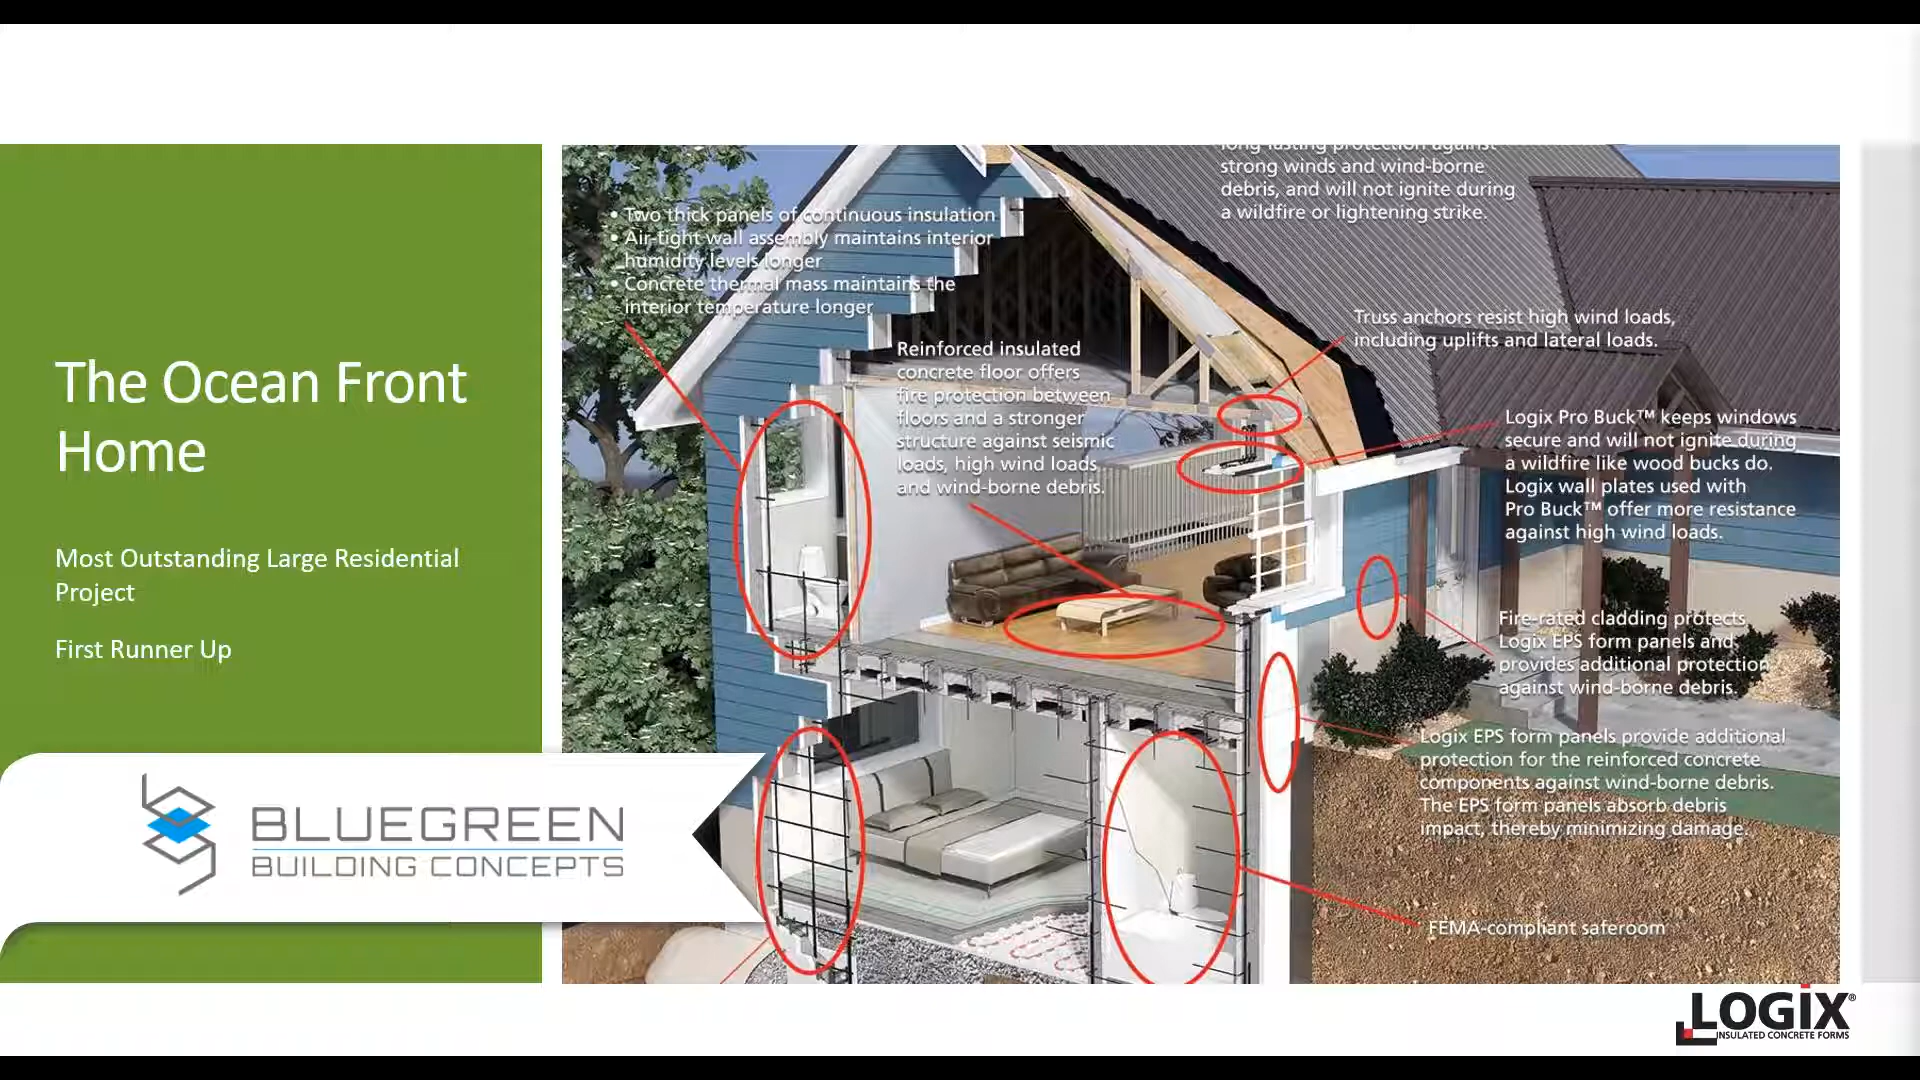 The Ocean Front
Home
Most Outstanding Large Residential
Project
First Runner Up
BLUEGREEN
BUILDING CONCEPTS
• Two thick panels of continuous insulation
• Air-tight wall assembly maintains interior
humidity levels longer
• Concrete thermal mass maintains the
interior temperature longer
Reinforced insulated
concrete floor offers
fire protection between
floors and a stronger
structure against seismic
loads, high wind loads
and wind-borne debris.
long-lasting protection against
strong winds and wind-borne
debris, and will not ignite during
a wildfire or lightening strike.
Truss anchors resist high wind loads,
including uplifts and lateral loads.
Logix Pro Buck™ keeps windows
secure and will not ignite during
a wildfire like wood bucks do.
Logix wall plates used with
Pro Buck™ offer more resistance
against high wind loads.
Fire-rated cladding protects
Logix EPS form panels and
provides additional protection
against wind-borne debris.
Logix EPS form panels provide additional
protection for the reinforced concrete
components against wind-borne debris.
The EPS form panels absorb debris
impact, thereby minimizing damage.
FEMA-compliant saferoom
LOGIX®
INSULATED CONCRETE FORMS